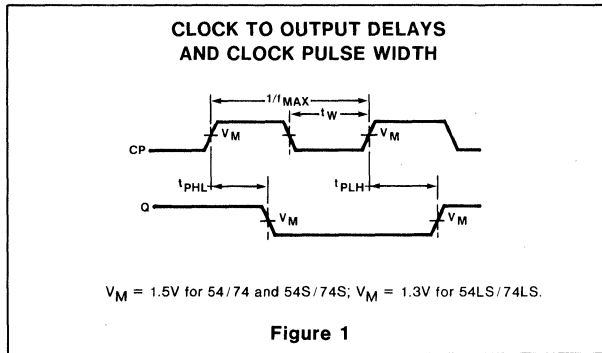 CLOCK TO OUTPUT DELAYS
AND CLOCK PULSE WIDTH
1/fMAX
tW
VM
VM
CP
tPHL
tPLH
Q
VM
VM
VM = 1.5V for 54/74 and 54S/74S; VM = 1.3V for 54LS/74LS.
Figure 1